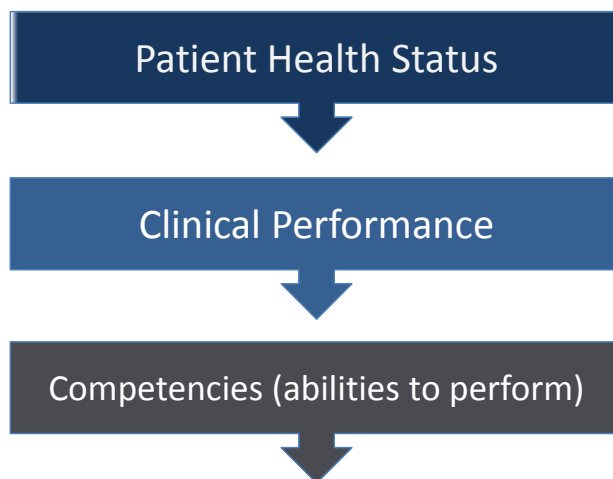 Patient Health Status
Clinical Performance
Competencies (abilities to perform)